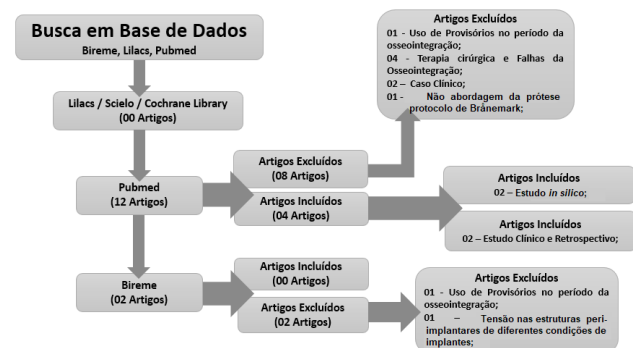 Busca em Base de Dados
Bireme, Lilacs, Pubmed
Lilacs / Scielo / Cochrane Library
(00 Artigos)
Pubmed
(12 Artigos)
Artigos Excluídos
(08 Artigos)
Artigos Incluídos
(04 Artigos)
Artigos Excluídos
01 - Uso de Provisórios no período da
osseointegração;
04 - Terapia cirúrgica e Falhas da
Osseointegração;
02 – Caso Clínico;
01 - Não abordagem da prótese
protocolo de Brånemark;
Artigos Incluídos
02 – Estudo in silico;
Artigos Incluídos
02 – Estudo Clínico e Retrospectivo;
Bireme
(02 Artigos)
Artigos Incluídos
(00 Artigos)
Artigos Excluídos
(02 Artigos)
Artigos Excluídos
01 - Uso de Provisórios no período da
osseointegração;
01 – Tensão nas estruturas peri-
implantares de diferentes condições de
implantes;